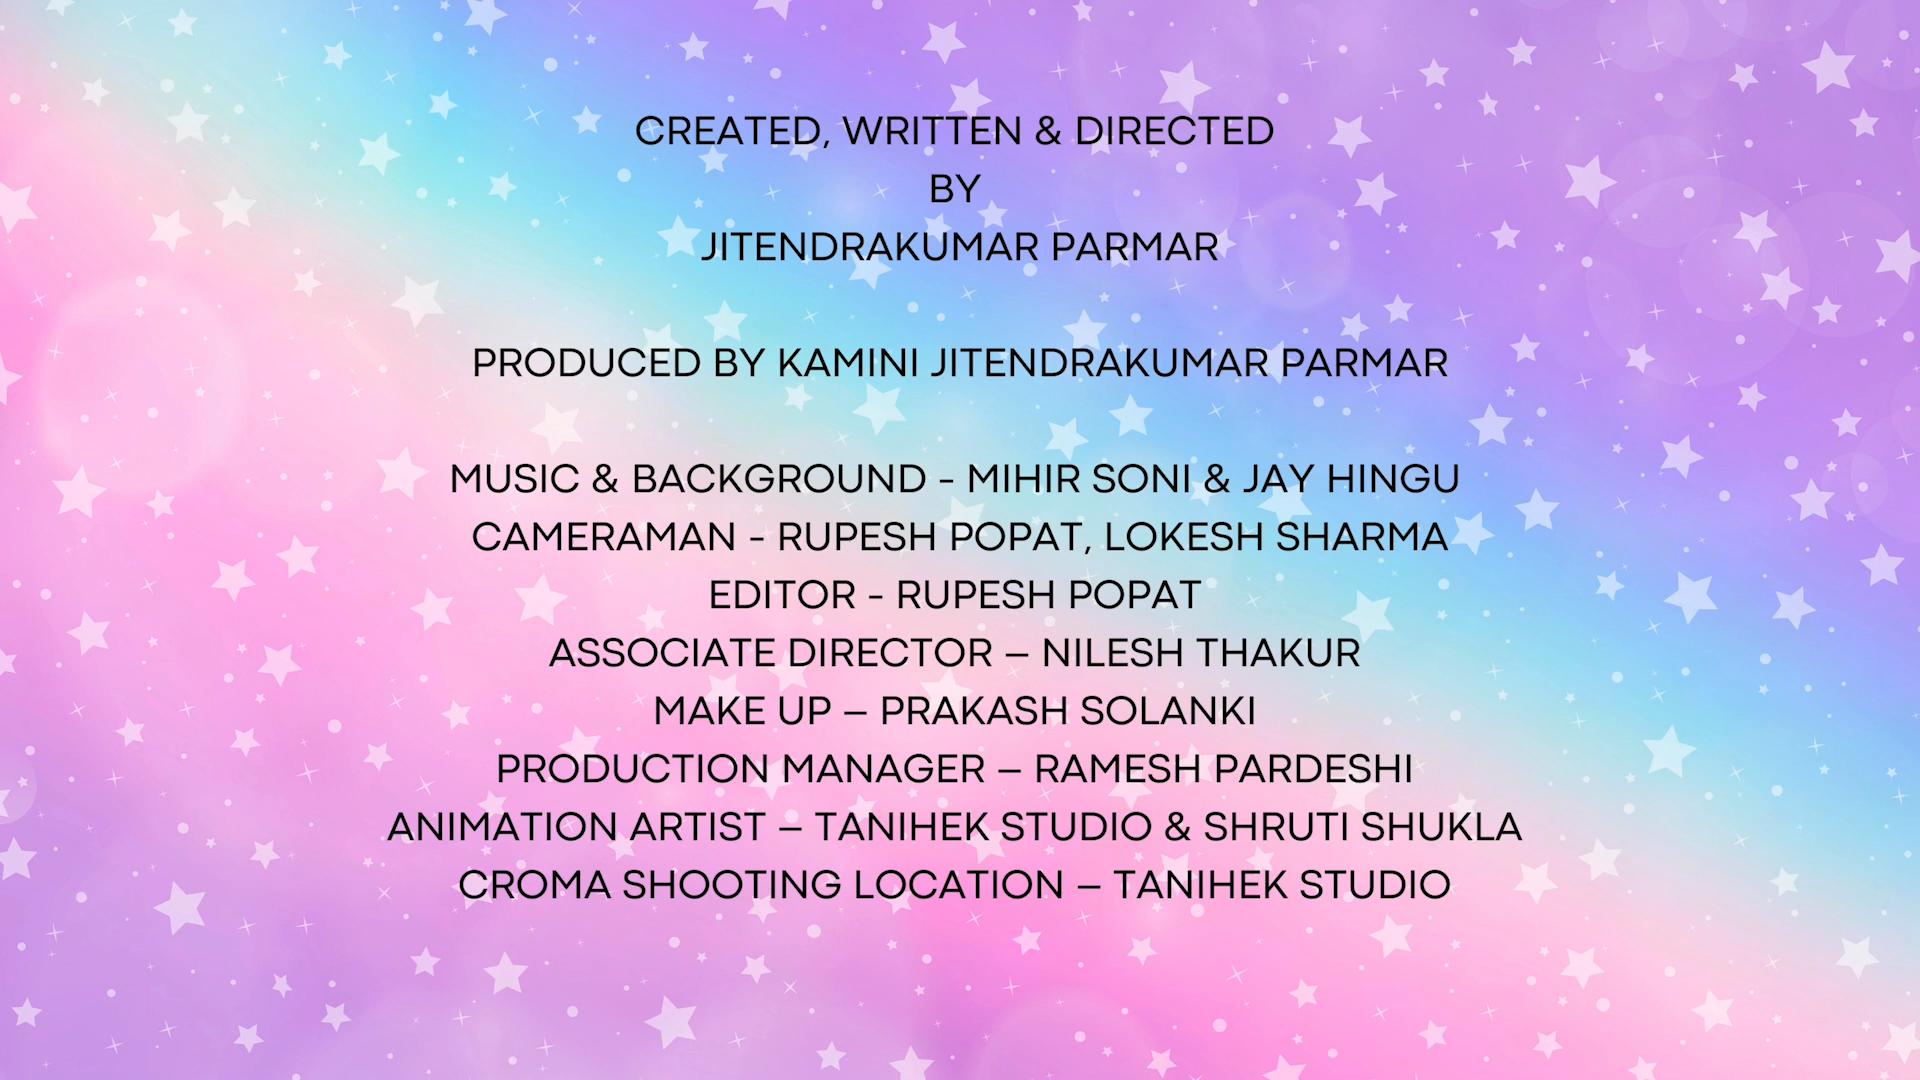 CREATED, WRITTEN & DIRECTED
BY
JITENDRAKUMAR PARMAR
PRODUCED BY KAMINI JITENDRAKUMAR PARMAR
MUSIC & BACKGROUND - MIHIR SONI & JAY HINGU
CAMERAMAN - RUPESH POPAT, LOKESH SHARMA
EDITOR - RUPESH POPAT
ASSOCIATE DIRECTOR – NILESH THAKUR
MAKE UP – PRAKASH SOLANKI
PRODUCTION MANAGER – RAMESH PARDESHI
ANIMATION ARTIST – TANIHEK STUDIO & SHRUTI SHUKLA
CROMA SHOOTING LOCATION – TANIHEK STUDIO